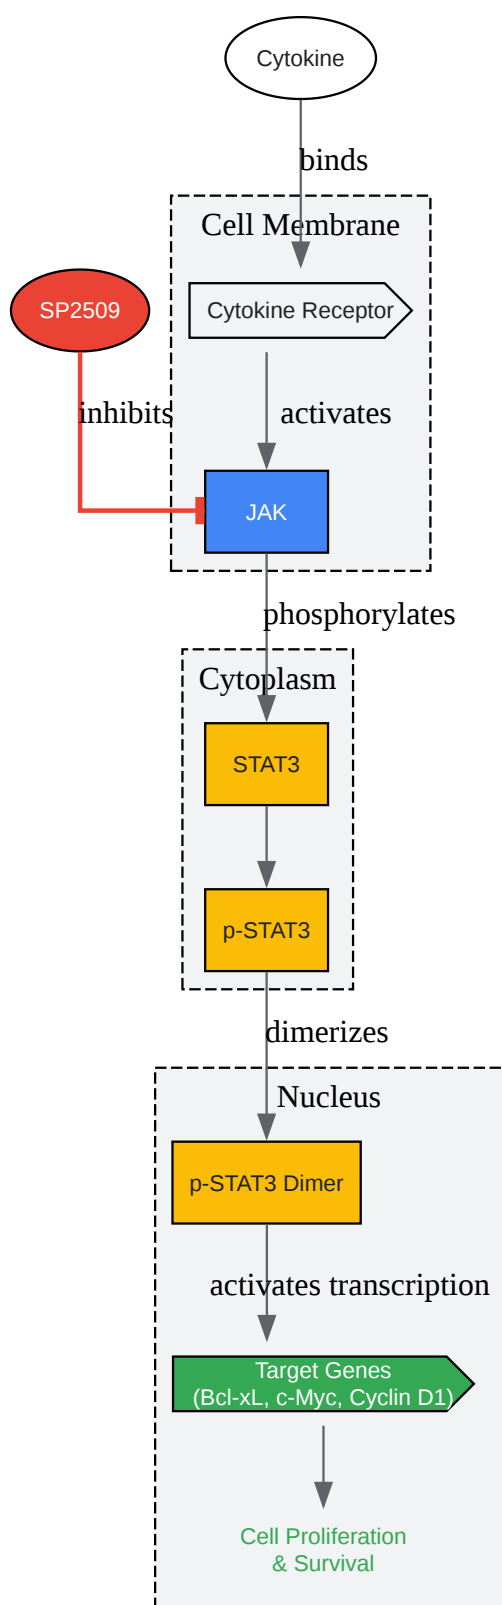 Cytokine
binds
Cell Membrane
SP2509
Cytokine Receptor
inhibits
activates
JAK
phosphorylates
Cytoplasm
STAT3
p-STAT3
dimerizes
Nucleus
p-STAT3 Dimer
activates transcription
Target Genes
(Bcl-xL, c-Myc, Cyclin D1)
Cell Proliferation
& Survival